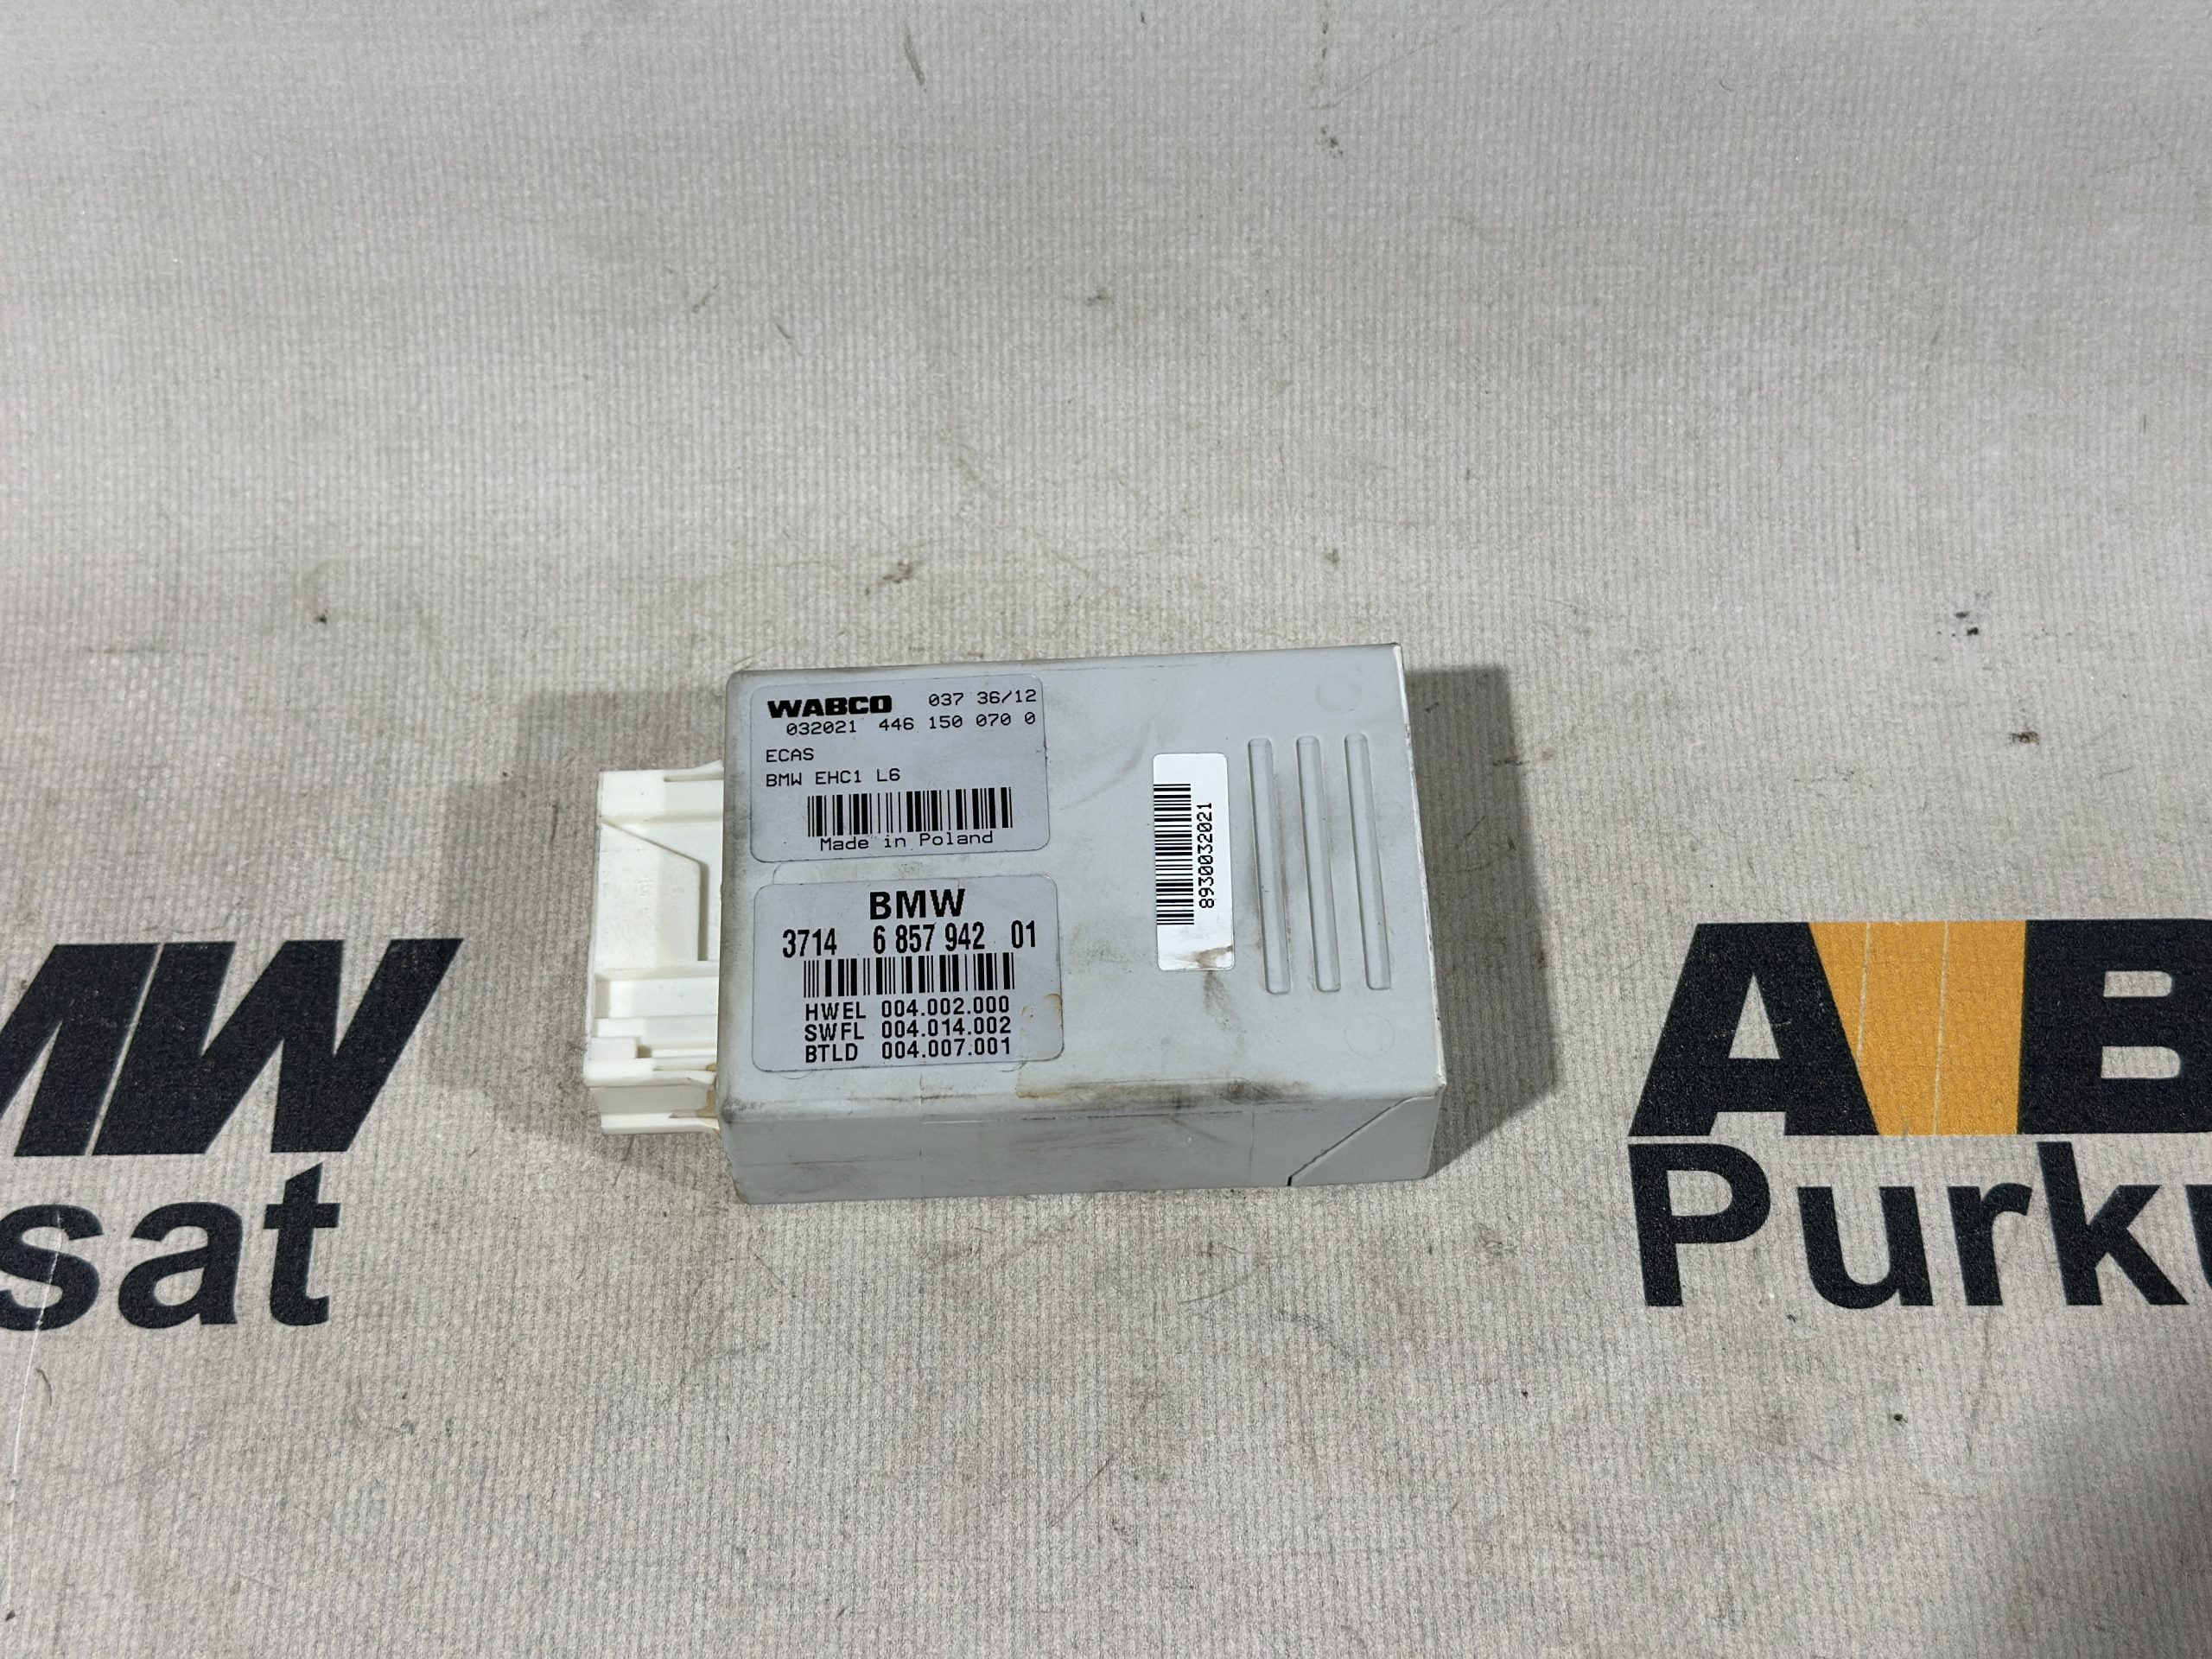 WABCO 037 36/12
032021 446 150 070 0
ECAS
BMW EHC1 L6
Made in Poland
BMW
3714 6 857 942 01
HWEL 004.002.000
SWFL 004.014.002
BTLD 004.007.001
8930032021
MW
sat
AB
Purk